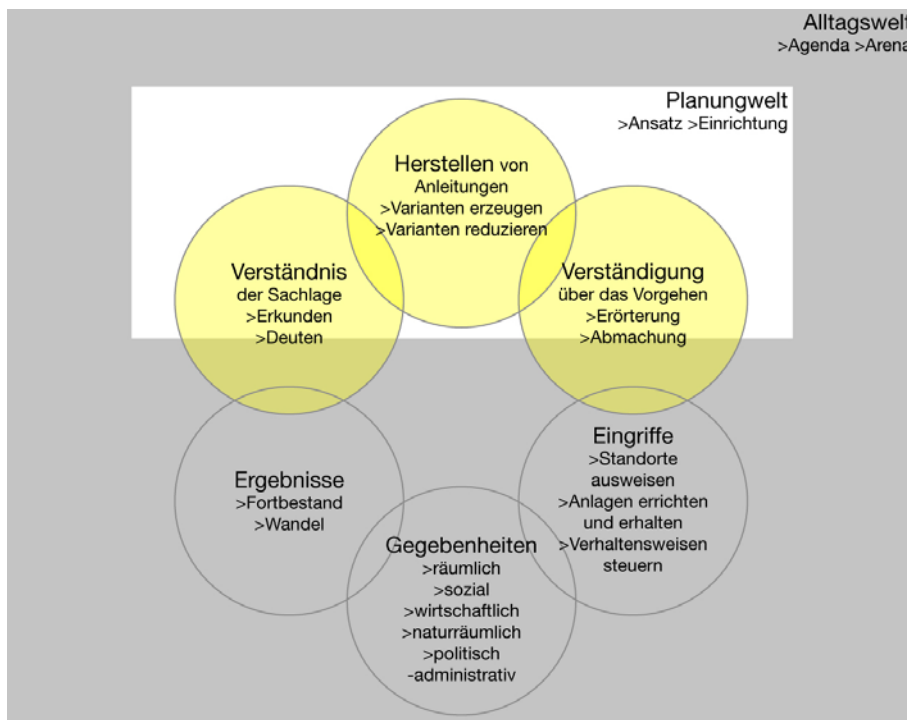 Alltagswelt
>Agenda >Arena
Planungwelt
>Ansatz >Einrichtung
Herstellen von
Anleitungen
>Varianten erzeugen
>Varianten reduzieren
Verständnis
der Sachlage
>Erkunden
>Deuten
Verständigung
über das Vorgehen
>Erörterung
>Abmachung
Eingriffe
>Standorte
ausweisen
>Anlagen errichten
und erhalten
>Verhaltensweisen
steuern
Ergebnisse
>Fortbestand
>Wandel
Gegebenheiten
>räumlich
>sozial
>wirtschaftlich
>naturräumlich
>politisch
-administrativ